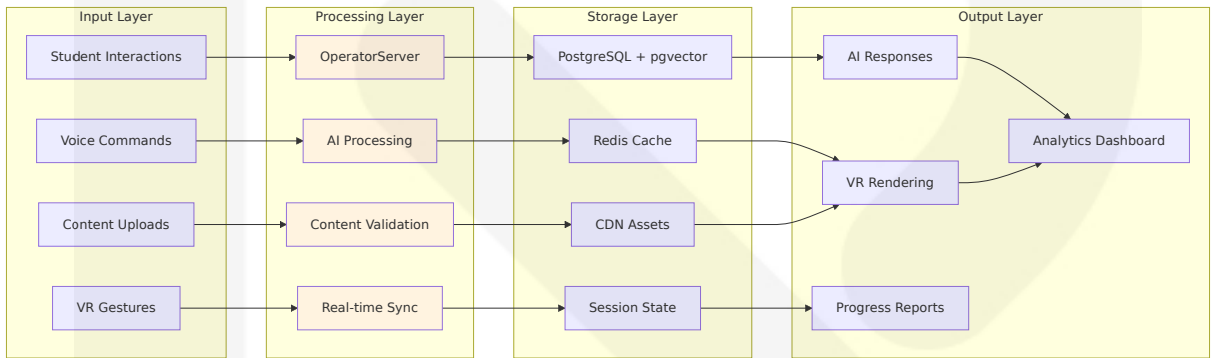 Input Layer
Processing Layer
Storage Layer
Output Layer
Student Interactions
OperatorServer
PostgreSQL + pgvector
AI Responses
Voice Commands
AI Processing
Redis Cache
Analytics Dashboard
VR Rendering
Content Uploads
Content Validation
CDN Assets
VR Gestures
Real-time Sync
Session State
Progress Reports